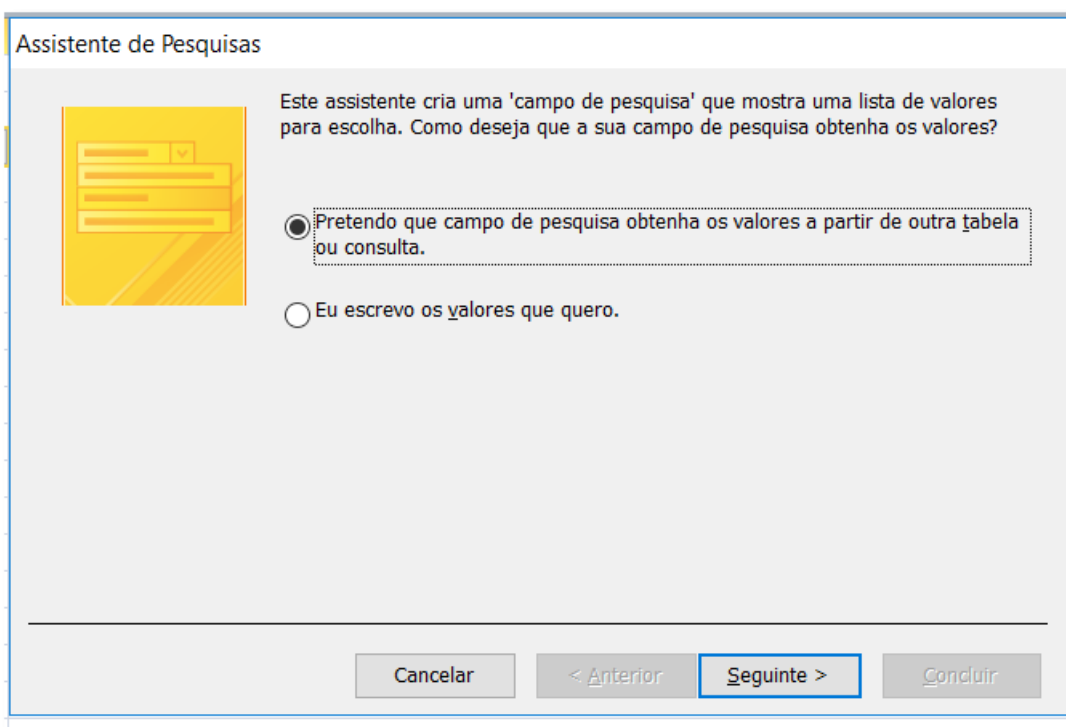 Assistente de Pesquisas
Este assistente cria uma 'campo de pesquisa' que mostra uma lista de valores
para escolha. Como deseja que a sua campo de pesquisa obtenha os valores?
Pretendo que campo de pesquisa obtenha os valores a partir de outra tabela
ou consulta.
Eu escrevo os valores que quero.
Cancelar
< Anterior
Seguinte >
Concluir